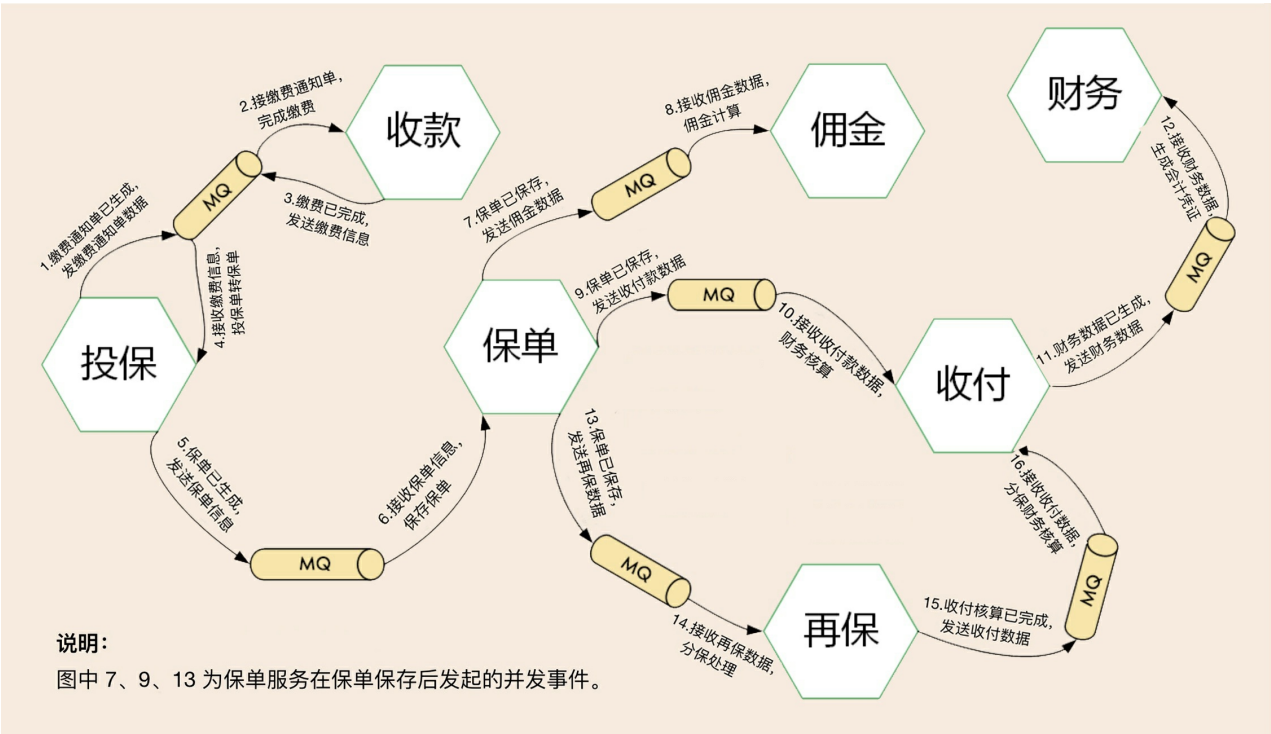 1.缴费通知单已生成，
发缴费通知单数据
2.接缴费通知单，
完成缴费
收款
MQ
3.缴费已完成，
发送缴费信息
4.接收缴费信息，
投保单转保单
投保
5.保单已生成，
发送保单信息
MQ
6.接收保单信息，
保存保单
保单
7.保单已保存，
发送佣金数据
MQ
8.接收佣金数据，
佣金计算
佣金
9.保单已保存，
发送收付款数据
MQ
10.接收收付款数据，
财务核算
收付
11.财务数据已生成，
发送财务数据
MQ
12.接收财务数据，
生成会计凭证
财务
13.保单已保存，
发送再保数据
MQ
14.接收再保数据，
分保处理
再保
15.收付核算已完成，
发送收付数据
MQ
16.接收收付数据，
分保财务核算
说明：
图中 7、9、13 为保单服务在保单保存后发起的并发事件。